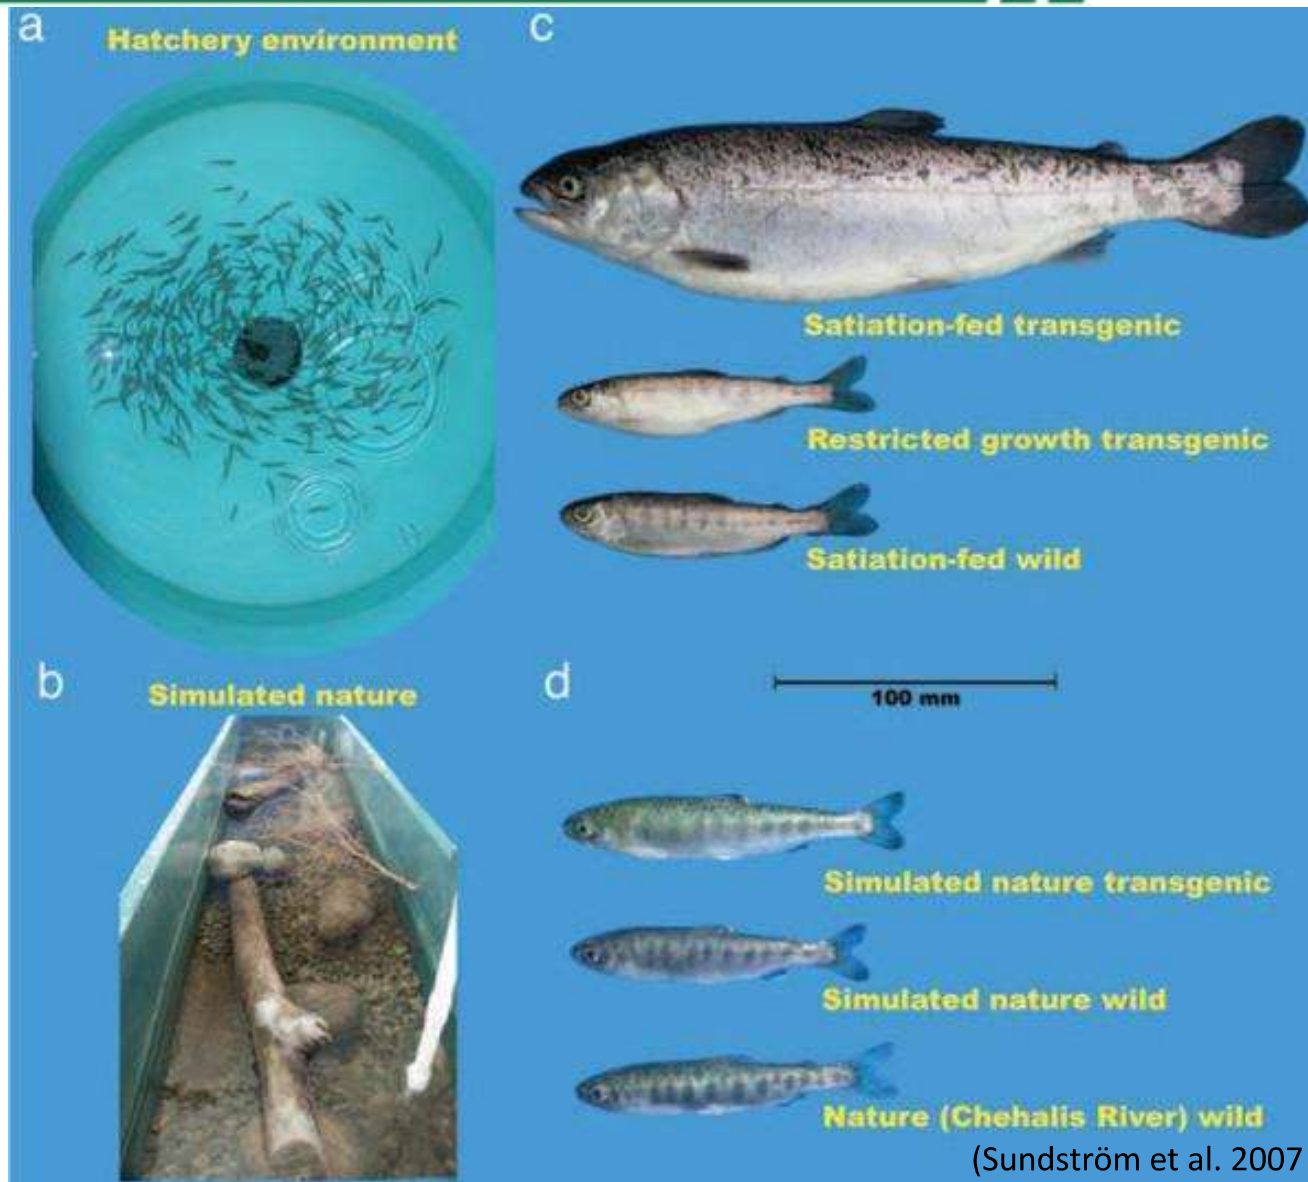 a
Hatchery environment
c
Satiation-fed transgenic
Restricted growth transgenic
Satiation-fed wild
b
Simulated nature
d
100 mm
Simulated nature transgenic
Simulated nature wild
Nature (Chehalis River) wild
(Sundström et al. 2007